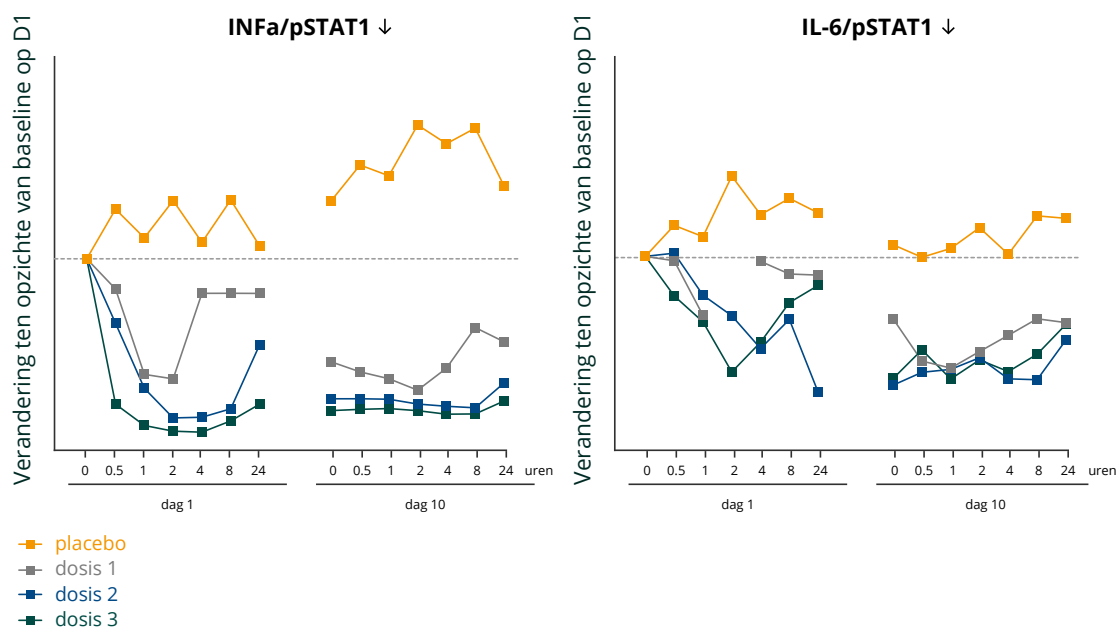 INFa/pSTAT1 ↓
Verandering ten opzichte van baseline op D1
0 0.5 1 2 4 8 24 0 0.5 1 2 4 8 24 uren
dag 1 dag 10
IL-6/pSTAT1 ↓
Verandering ten opzichte van baseline op D1
0 0.5 1 2 4 8 24 0 0.5 1 2 4 8 24 uren
dag 1 dag 10
placebo
dosis 1
dosis 2
dosis 3